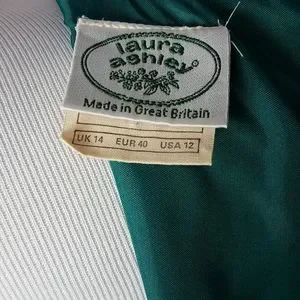 laura
ashley
Made in Great Britain
UK 14 EUR 40 USA 12